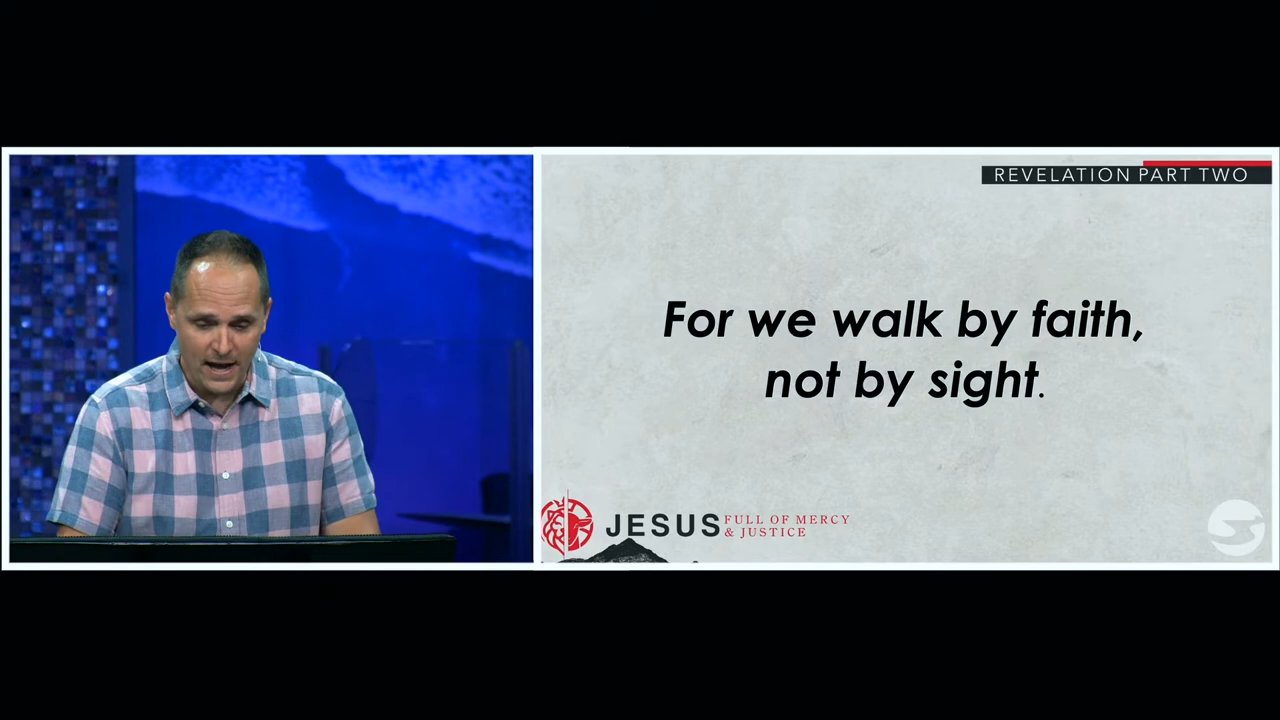 REVELATION PART TWO
For we walk by faith,
not by sight.
JESUS FULL OF MERCY
& JUSTICE